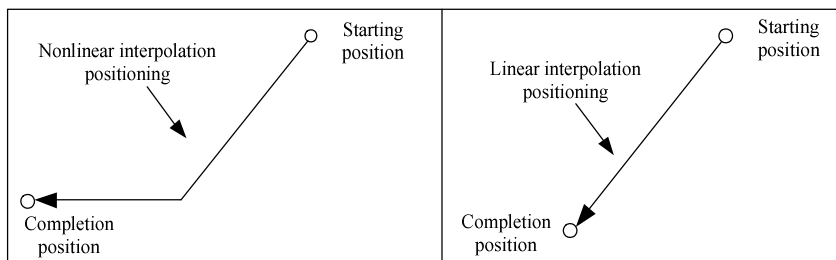 Starting
position
Nonlinear interpolation
positioning
Completion
position
Starting
position
Linear interpolation
positioning
Completion
position